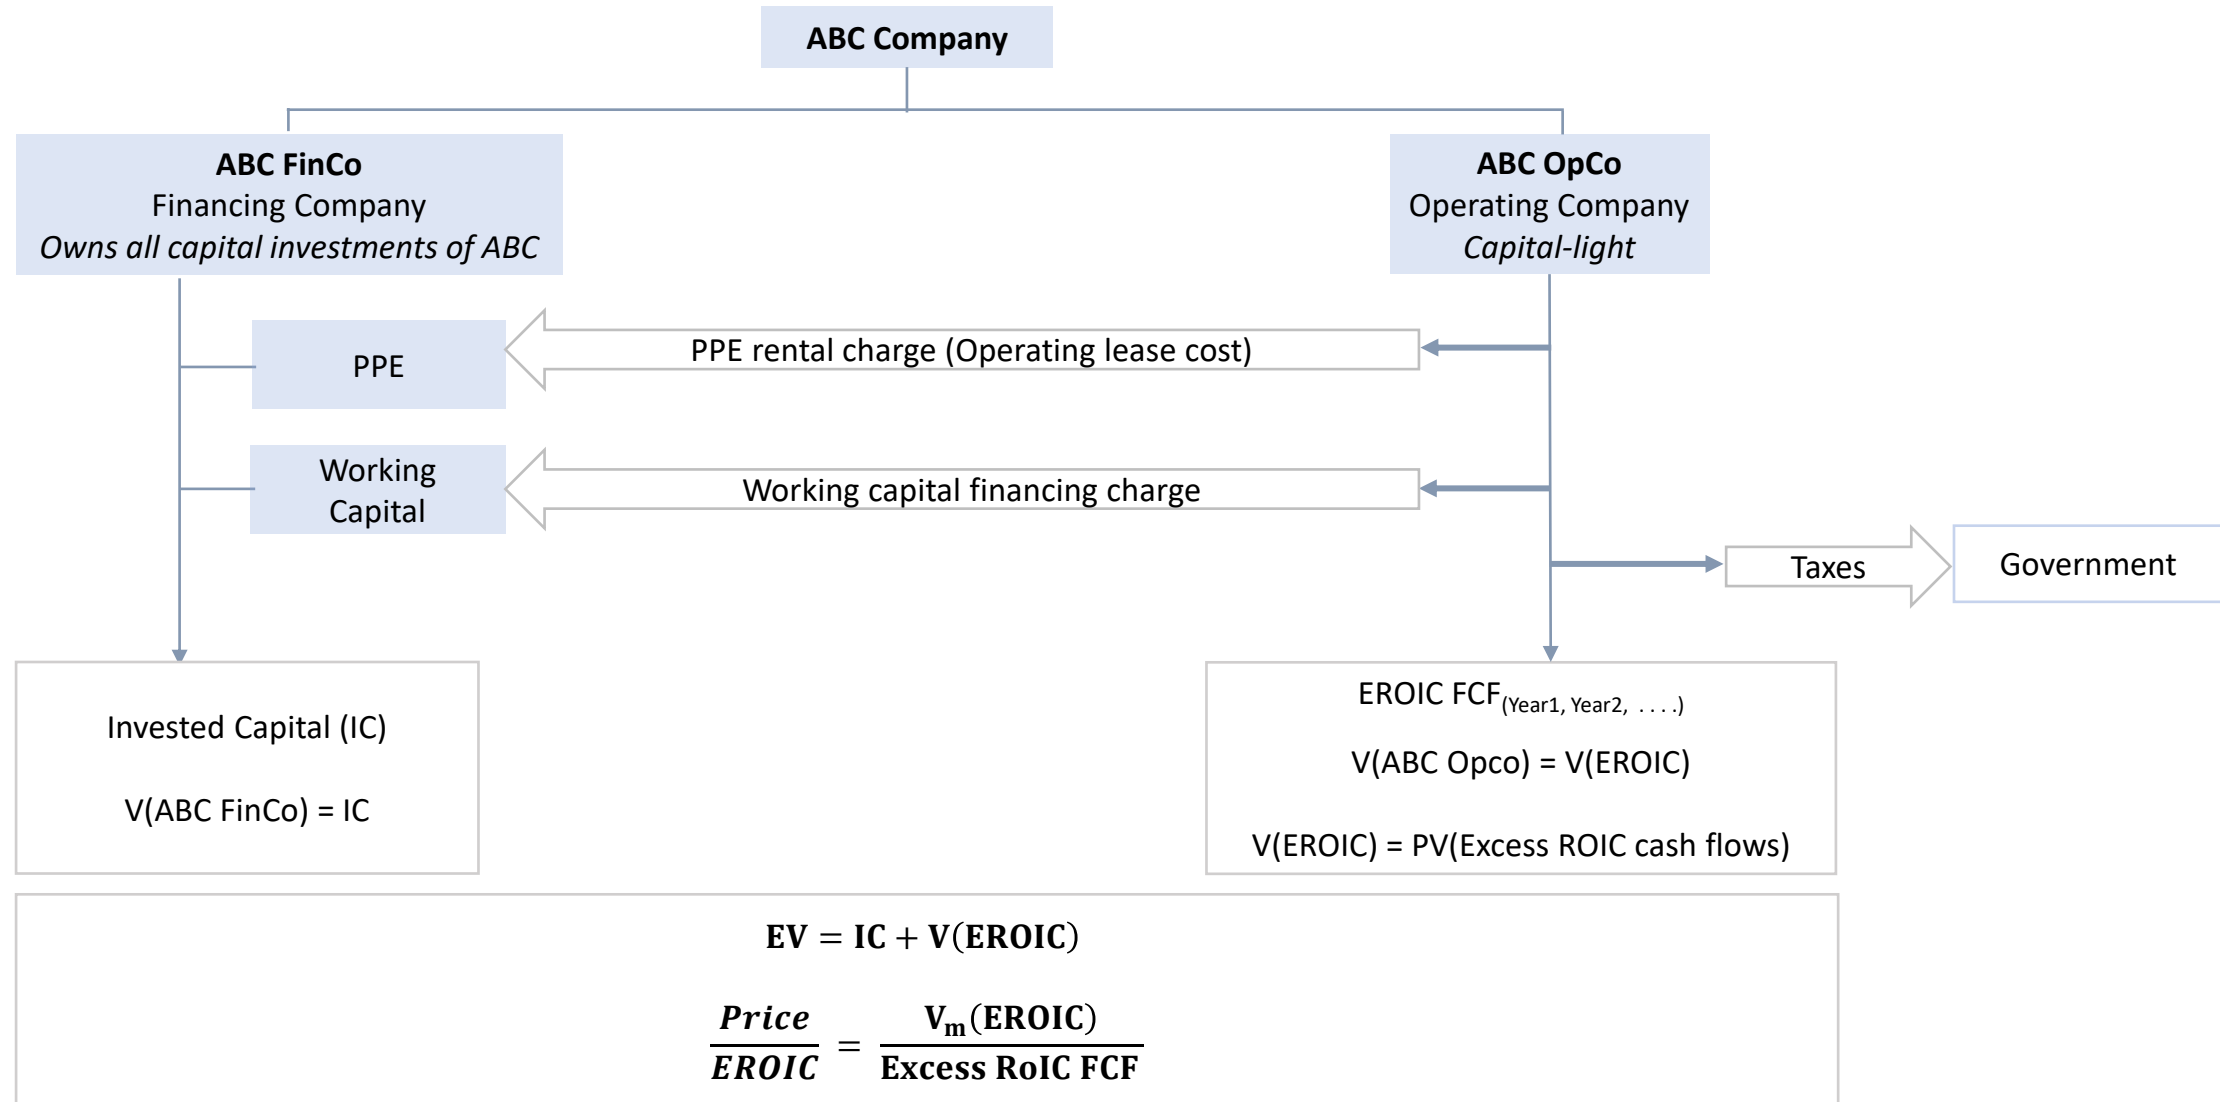 ABC Company
ABC FinCo
Financing Company
Owns all capital investments of ABC
ABC OpCo
Operating Company
Capital-light
PPE
PPE rental charge (Operating lease cost)
Working
Capital
Working capital financing charge
Taxes
Government
Invested Capital (IC)
V(ABC FinCo) = IC
EROIC FCF(Year1, Year2, . . . .)
V(ABC Opco) = V(EROIC)
V(EROIC) = PV(Excess ROIC cash flows)
EV = IC + V(EROIC)
Price / EROIC = Vm(EROIC) / Excess RoIC FCF